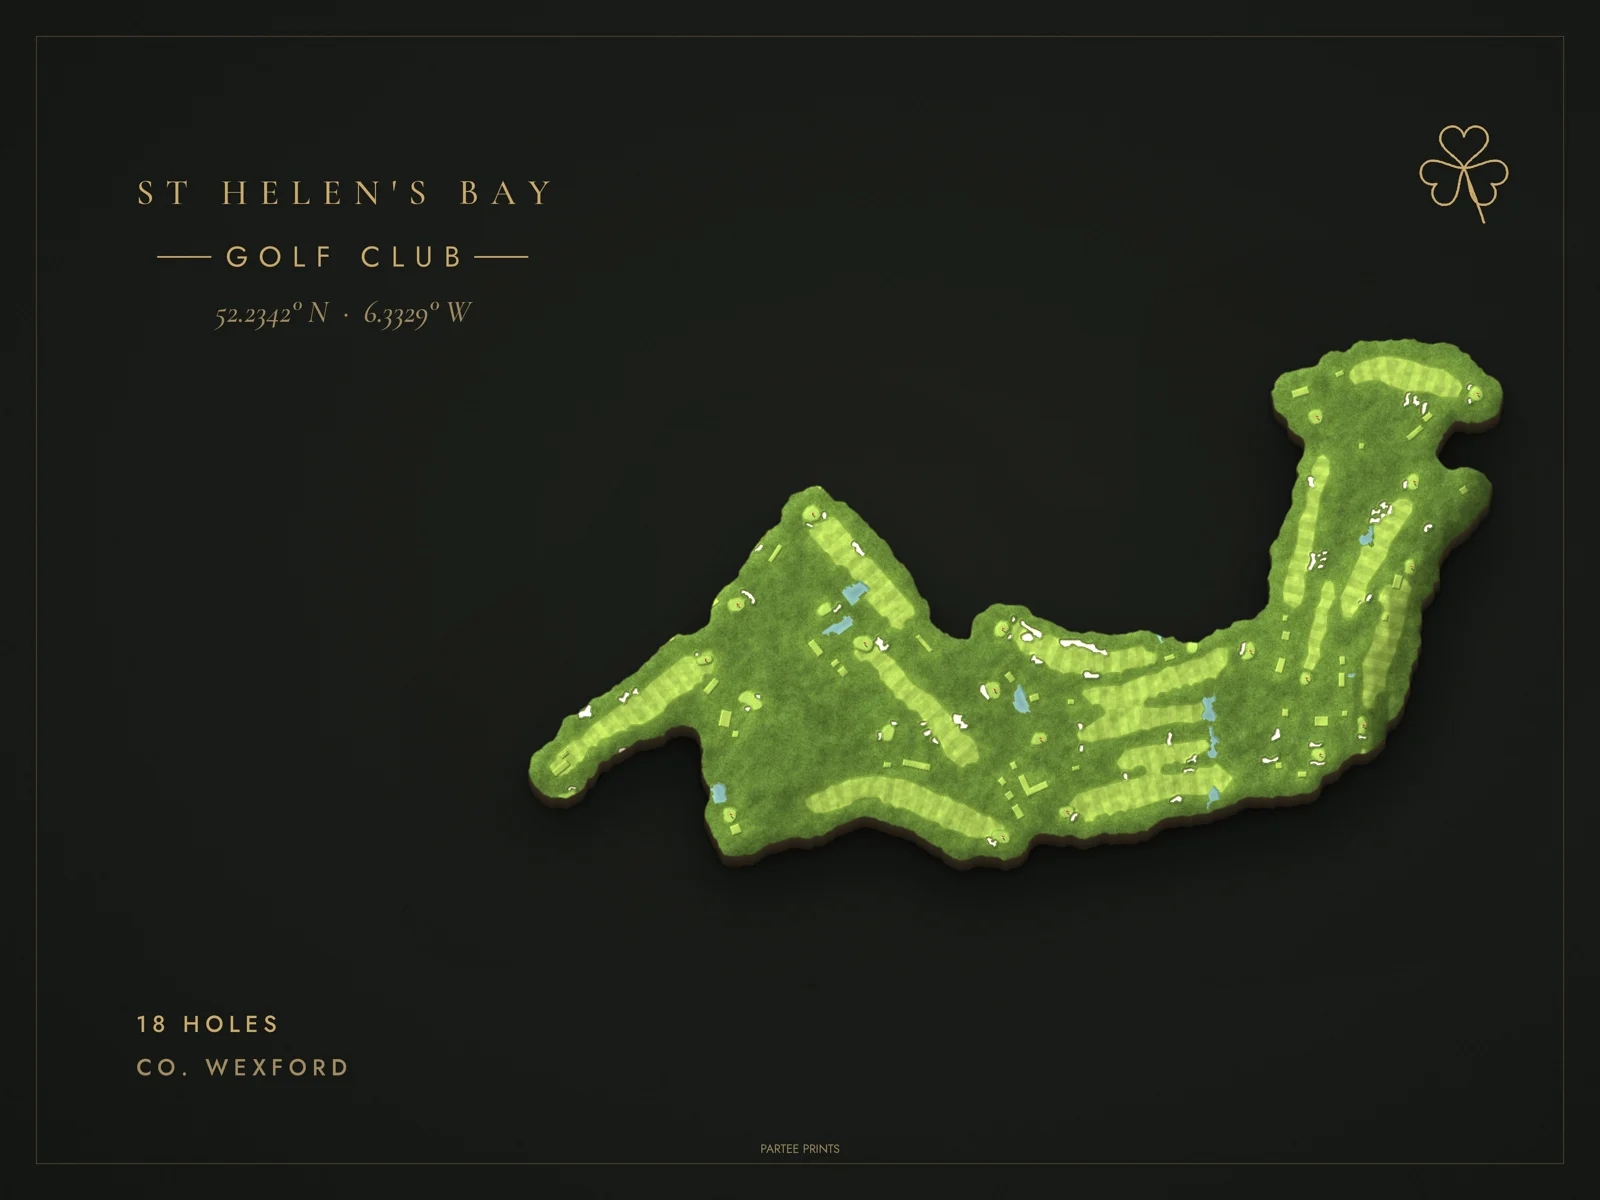 ST HELEN'S BAY
GOLF CLUB
52.2342° N · 6.3329° W
18 HOLES
CO. WEXFORD
PARTEE PRINTS